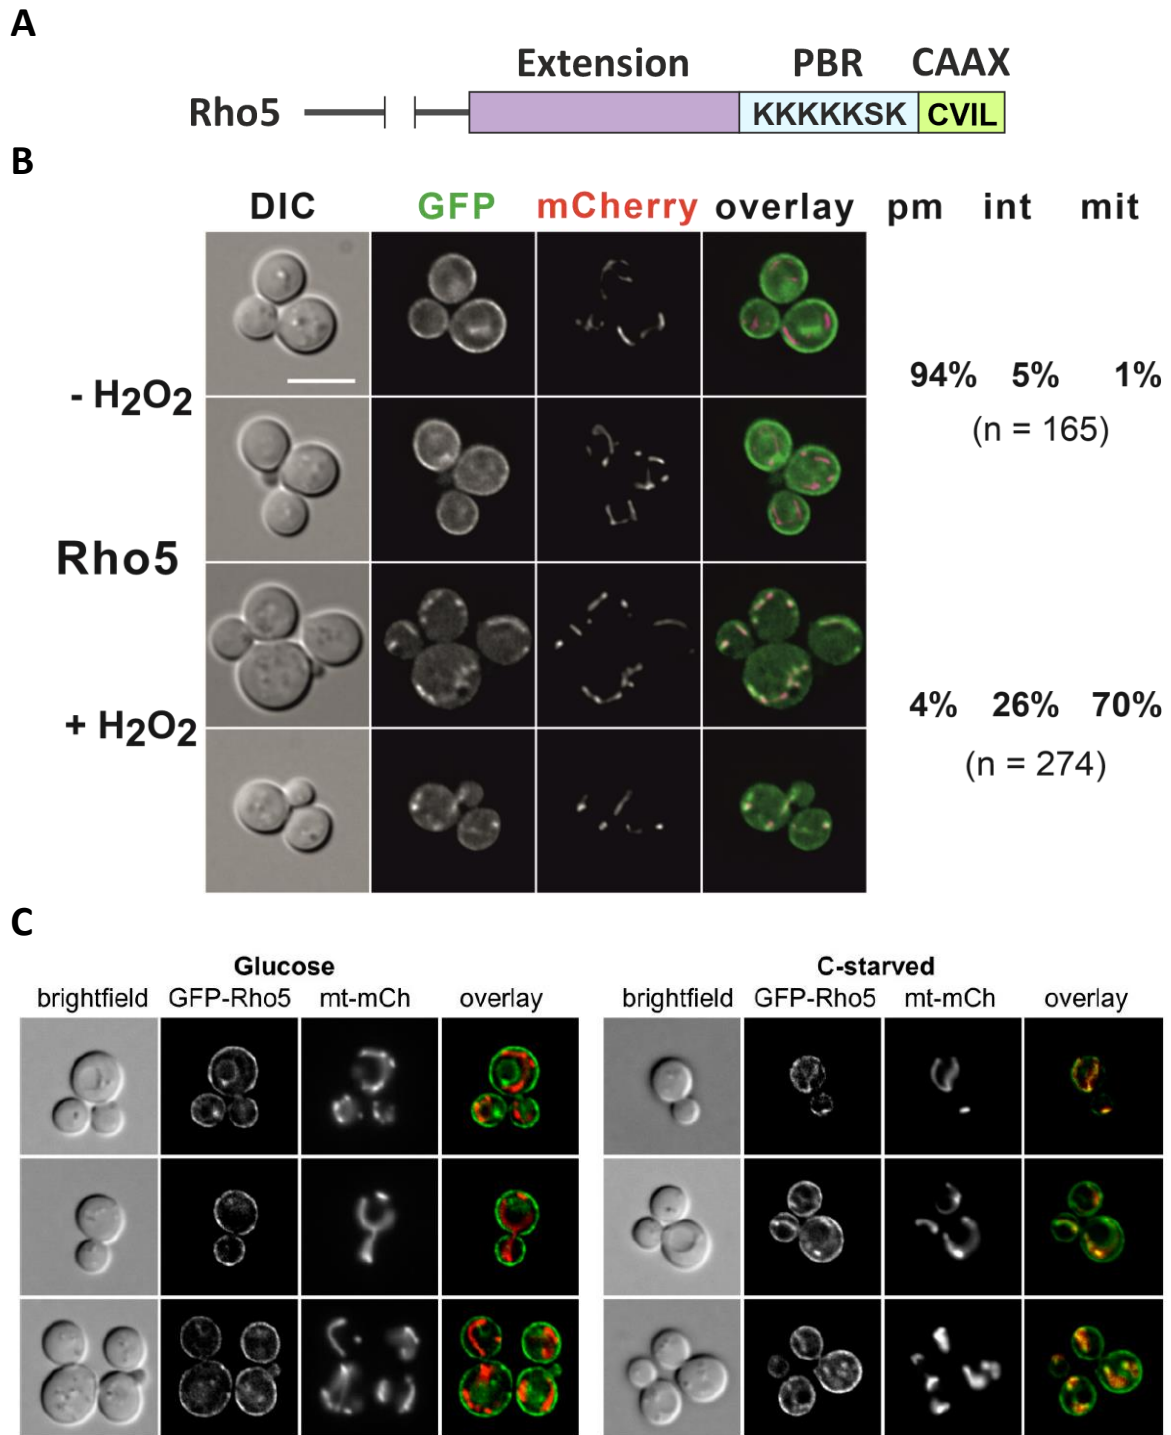 A
Extension PBR CAAX
Rho5 KKKKKSK CVIL
B
DIC GFP mCherry overlay pm int mit
- H2O2 94% 5% 1%
(n = 165)
Rho5
+ H2O2 4% 26% 70%
(n = 274)
C
Glucose C-starved
brightfield GFP-Rho5 mt-mCh overlay brightfield GFP-Rho5 mt-mCh overlay